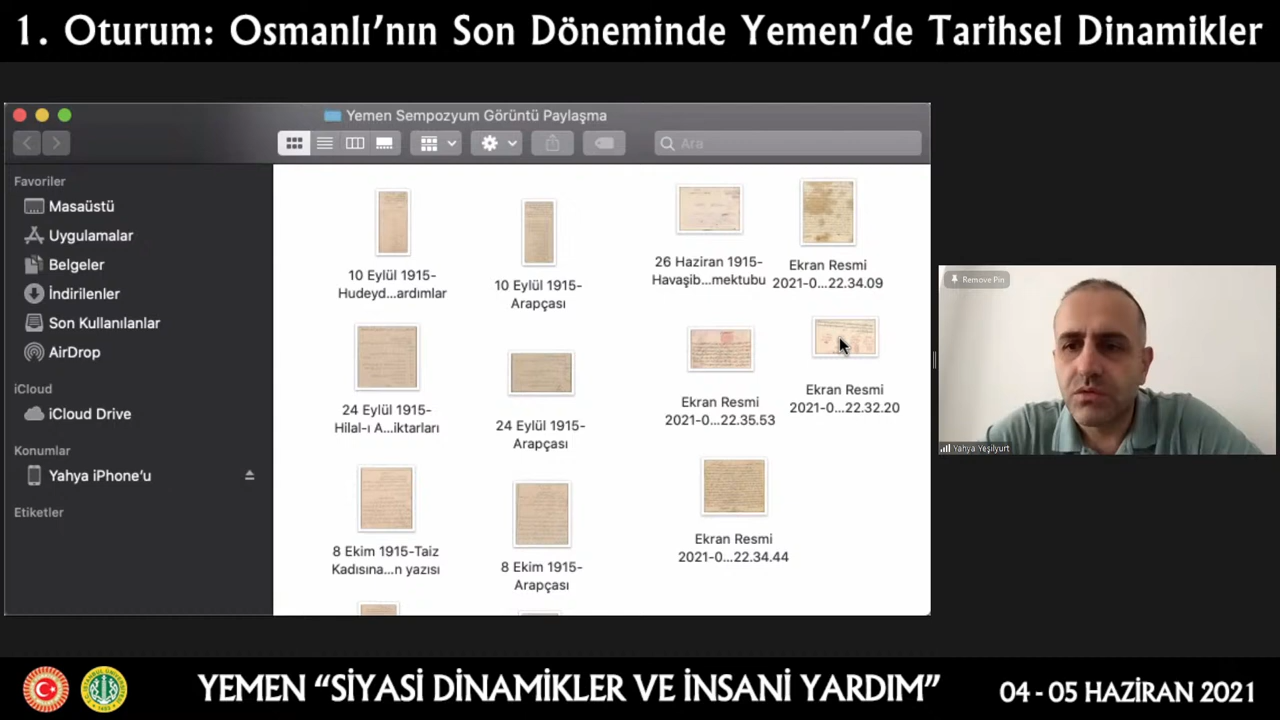 1. Oturum: Osmanlı’nın Son Döneminde Yemen’de Tarihsel Dinamikler
Yemen Sempozyum Görüntü Paylaşma
Ara
Favoriler
Masaüstü
Uygulamalar
Belgeler
İndirilenler
Son Kullanılanlar
AirDrop
iCloud
iCloud Drive
Konumlar
Yahya iPhone’u
Etiketler
10 Eylül 1915-
Hudeyd...ardımlar
10 Eylül 1915-
Arapçası
26 Haziran 1915-
Havaşib...mektubu
Ekran Resmi
2021-0...22.34.09
24 Eylül 1915-
Hilal-ı A...iktarları
24 Eylül 1915-
Arapçası
Ekran Resmi
2021-0...22.35.53
Ekran Resmi
2021-0...22.32.20
8 Ekim 1915-Taiz
Kadısına...n yazısı
8 Ekim 1915-
Arapçası
Ekran Resmi
2021-0...22.34.44
Remove Pin
Yahya Yeşilyurt
YEMEN “SİYASİ DİNAMİKLER VE İNSANİ YARDIM”
04 - 05 HAZİRAN 2021